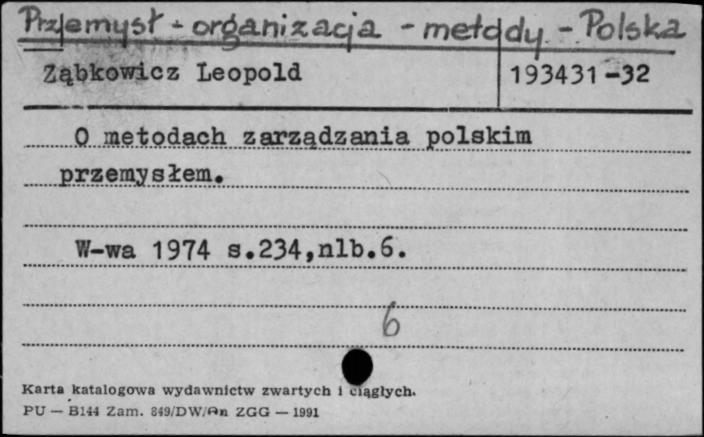 Przemysł - organizacja - metody - Polska
Ząbkowicz Leopold 193431-32
O metodach zarządzania polskim
przemysłem.
W-wa 1974 s.234,nlb.6.
6
Karta katalogowa wydawnictw zwartych i ciągłych.
PU — B144 Zam. 849/DW/An ZGG — 1991